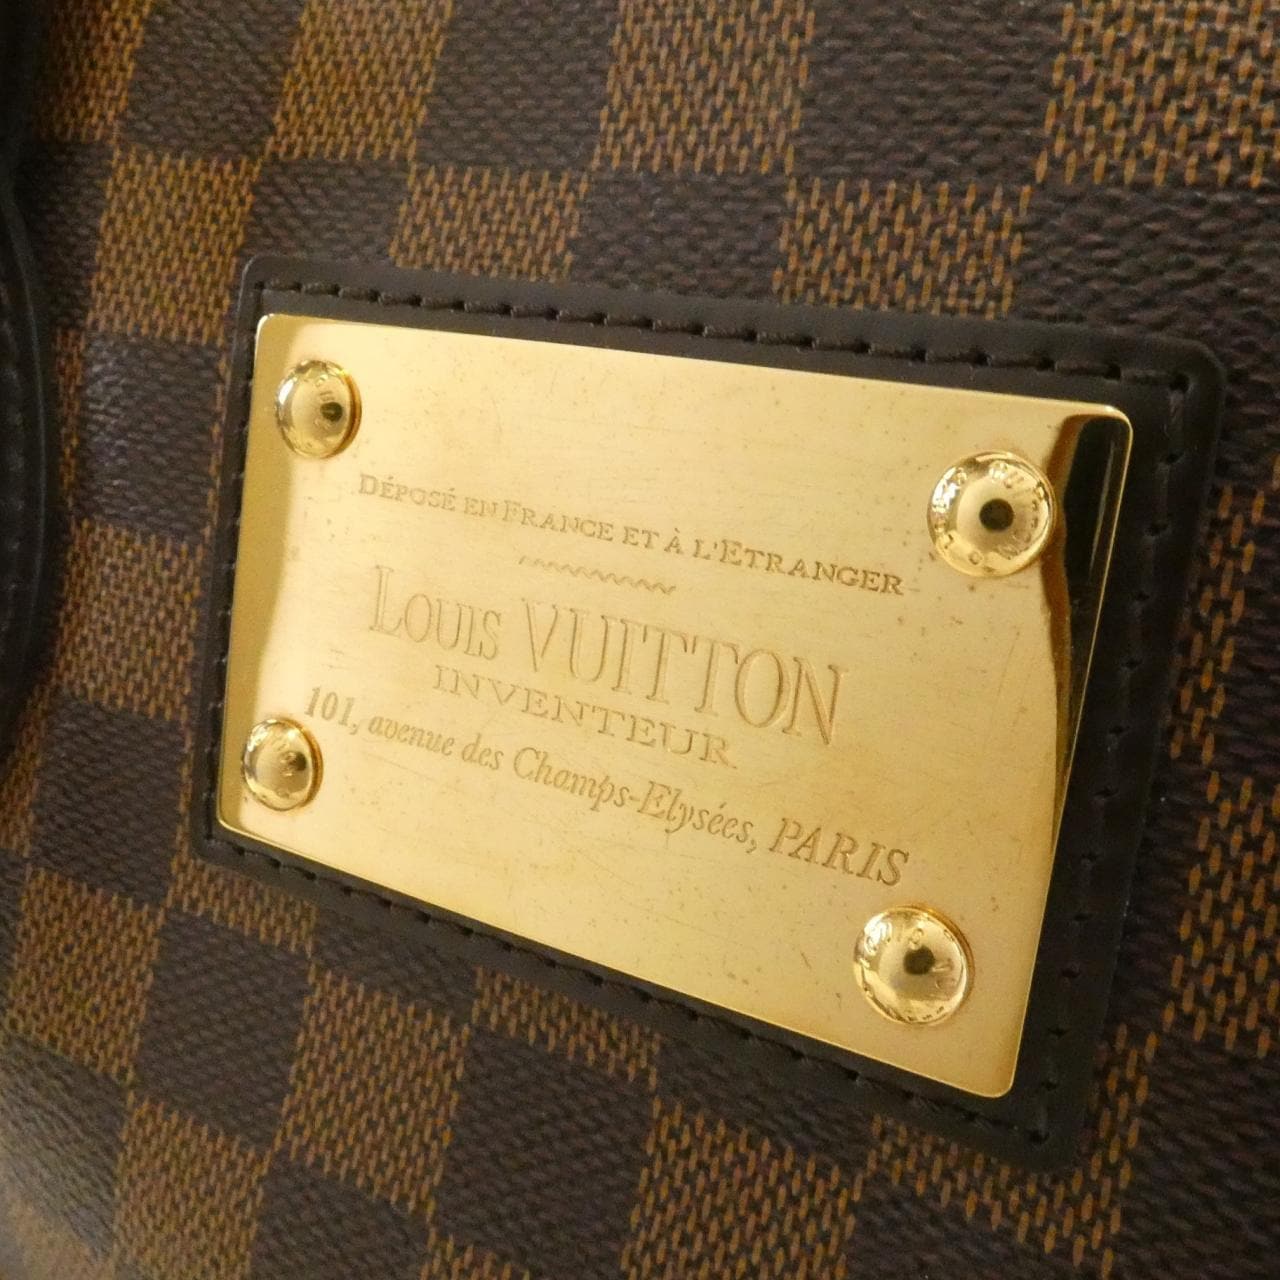 DÉPOSÉ EN FRANCE ET À L'ETRANGER
LOUIS VUITTON
INVENTEUR
101, avenue des Champs-Elysées, PARIS